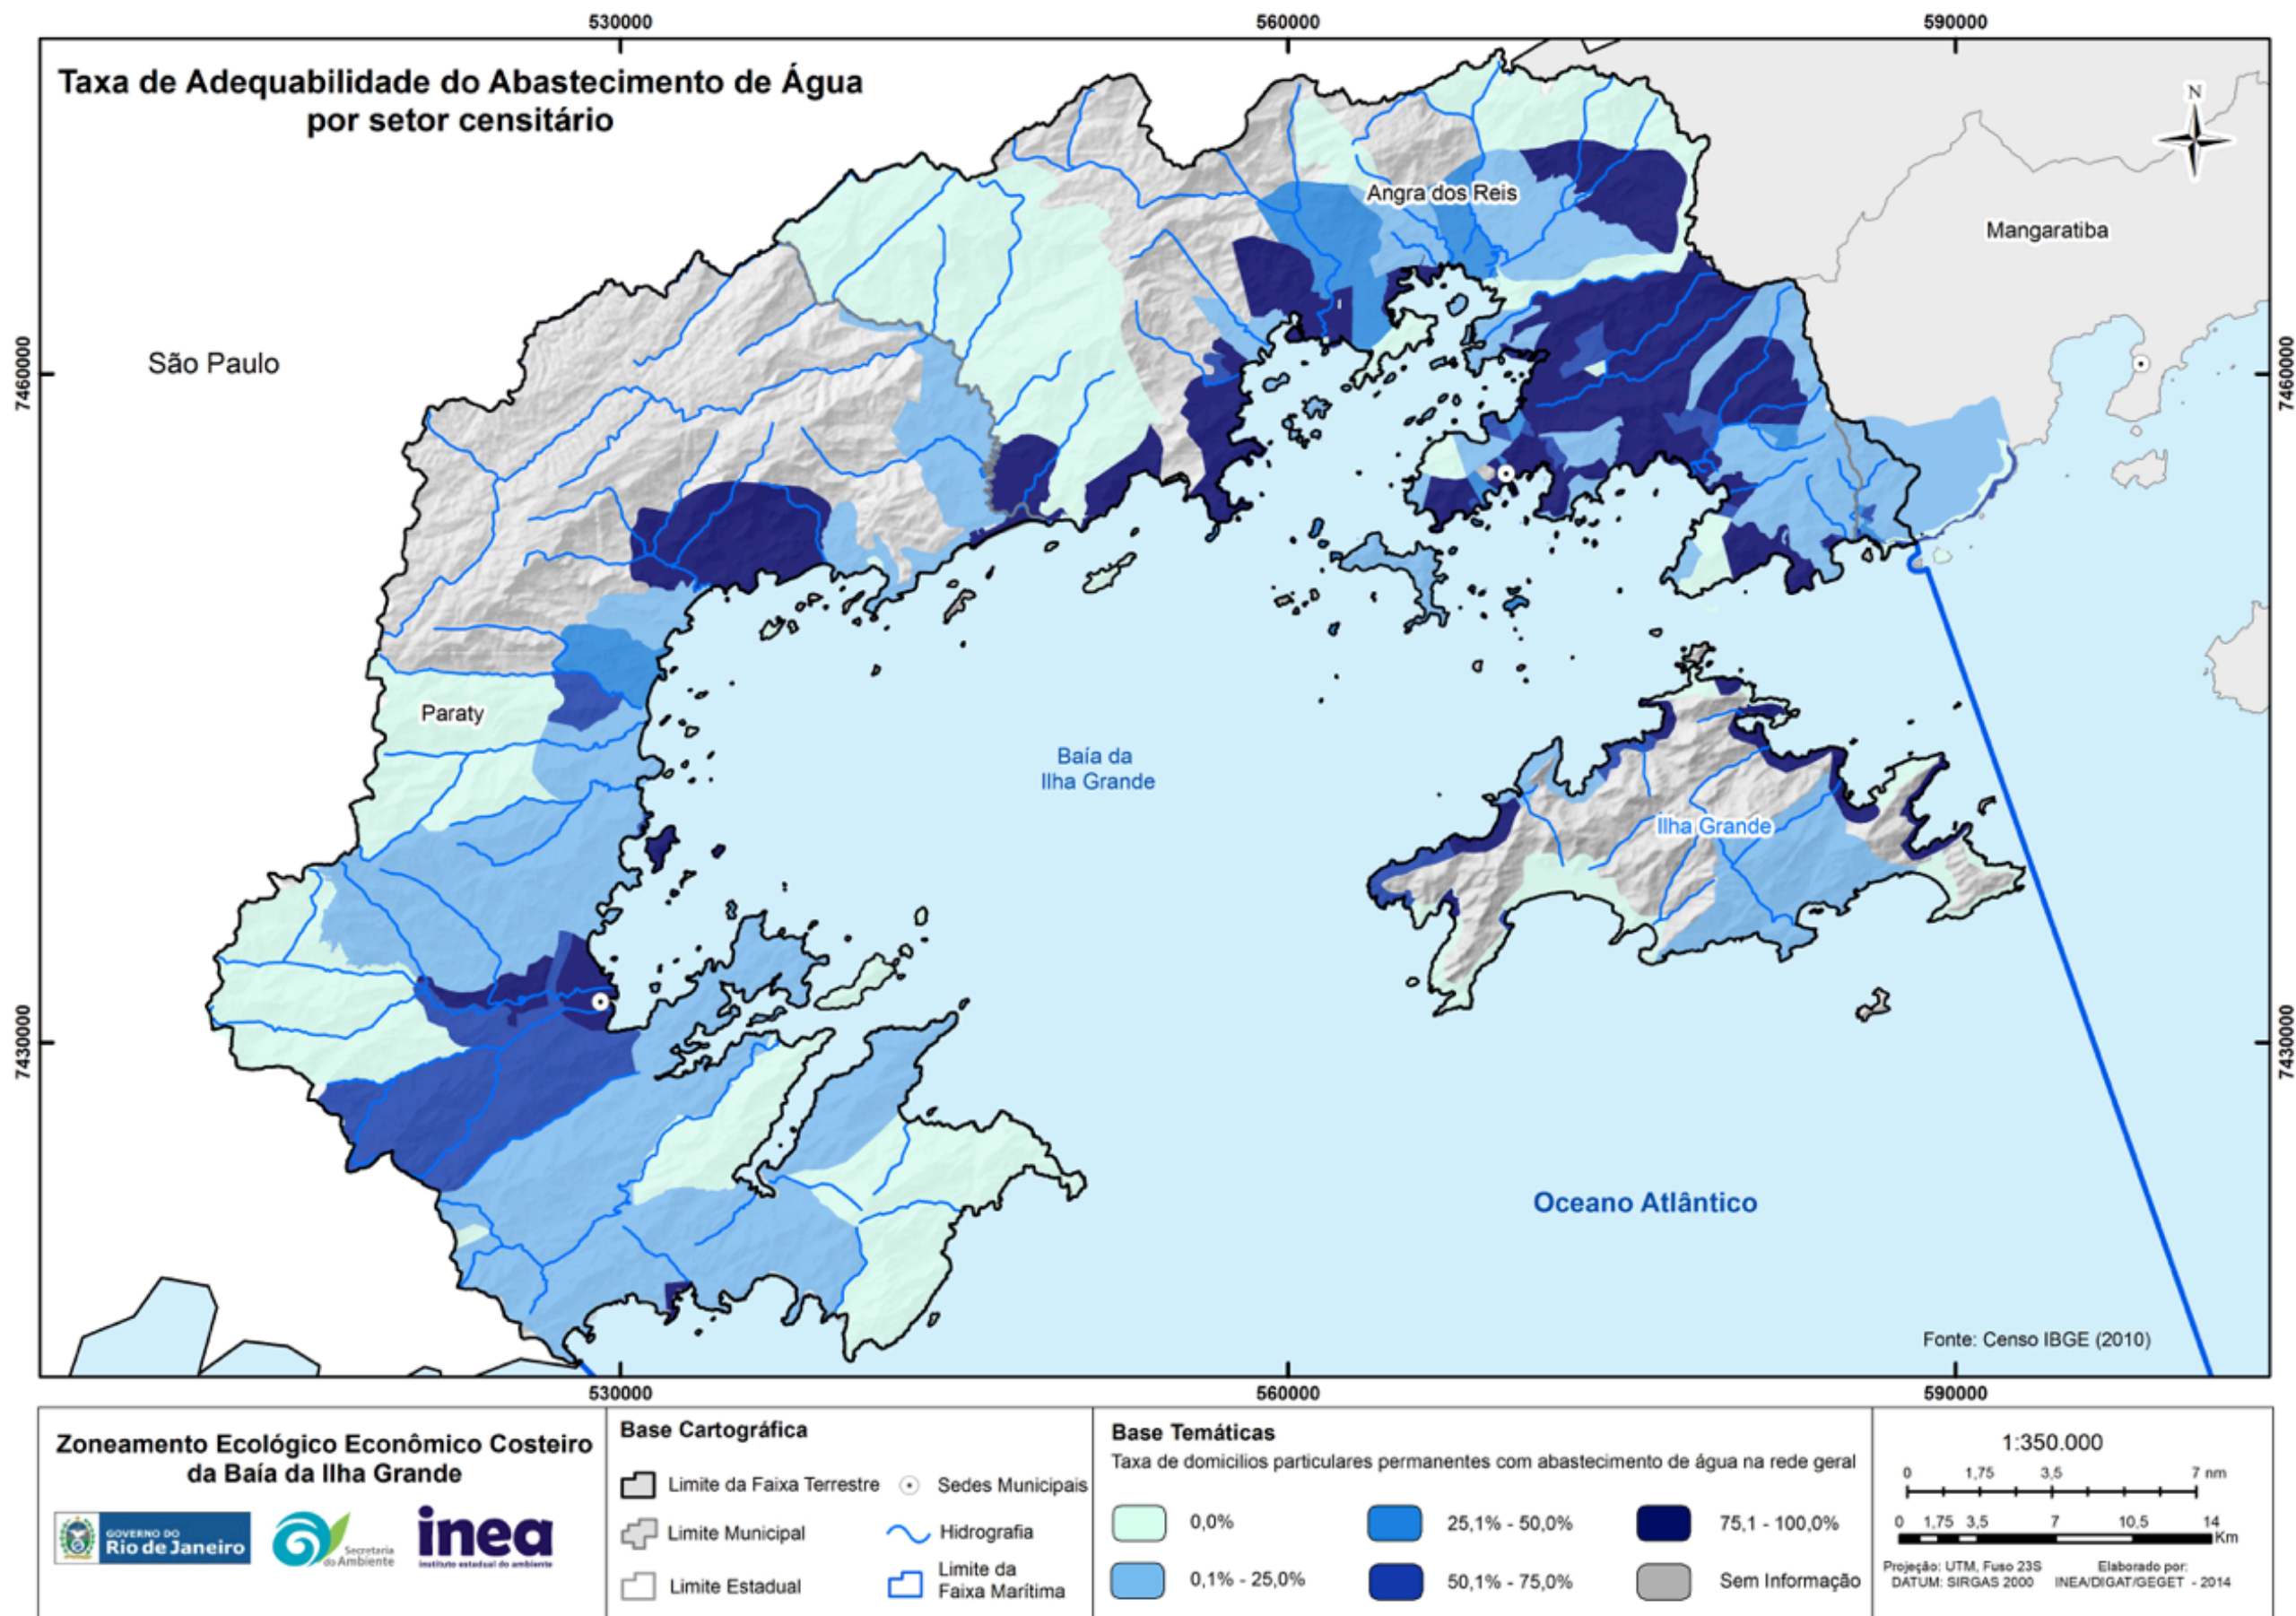 530000
560000
590000
Taxa de Adequabilidade do Abastecimento de Água
por setor censitário
N
Angra dos Reis
Mangaratiba
São Paulo
7460000
7460000
Paraty
Baía da
Ilha Grande
Ilha Grande
7430000
7430000
Oceano Atlântico
Fonte: Censo IBGE (2010)
530000
560000
590000
Zoneamento Ecológico Econômico Costeiro
da Baía da Ilha Grande
GOVERNO DO
Rio de Janeiro
Secretaria
do Ambiente
inea
instituto estadual do ambiente
Base Cartográfica
Limite da Faixa Terrestre
Sedes Municipais
Limite Municipal
Hidrografia
Limite Estadual
Limite da
Faixa Marítima
Base Temáticas
Taxa de domicilios particulares permanentes com abastecimento de água na rede geral
0,0%
25,1% - 50,0%
75,1 - 100,0%
0,1% - 25,0%
50,1% - 75,0%
Sem Informação
1:350.000
0 1,75 3,5 7 nm
0 1,75 3,5 7 10,5 14
Km
Projeção: UTM, Fuso 23S
DATUM: SIRGAS 2000
Elaborado por:
INEA/DIGAT/GEGET - 2014